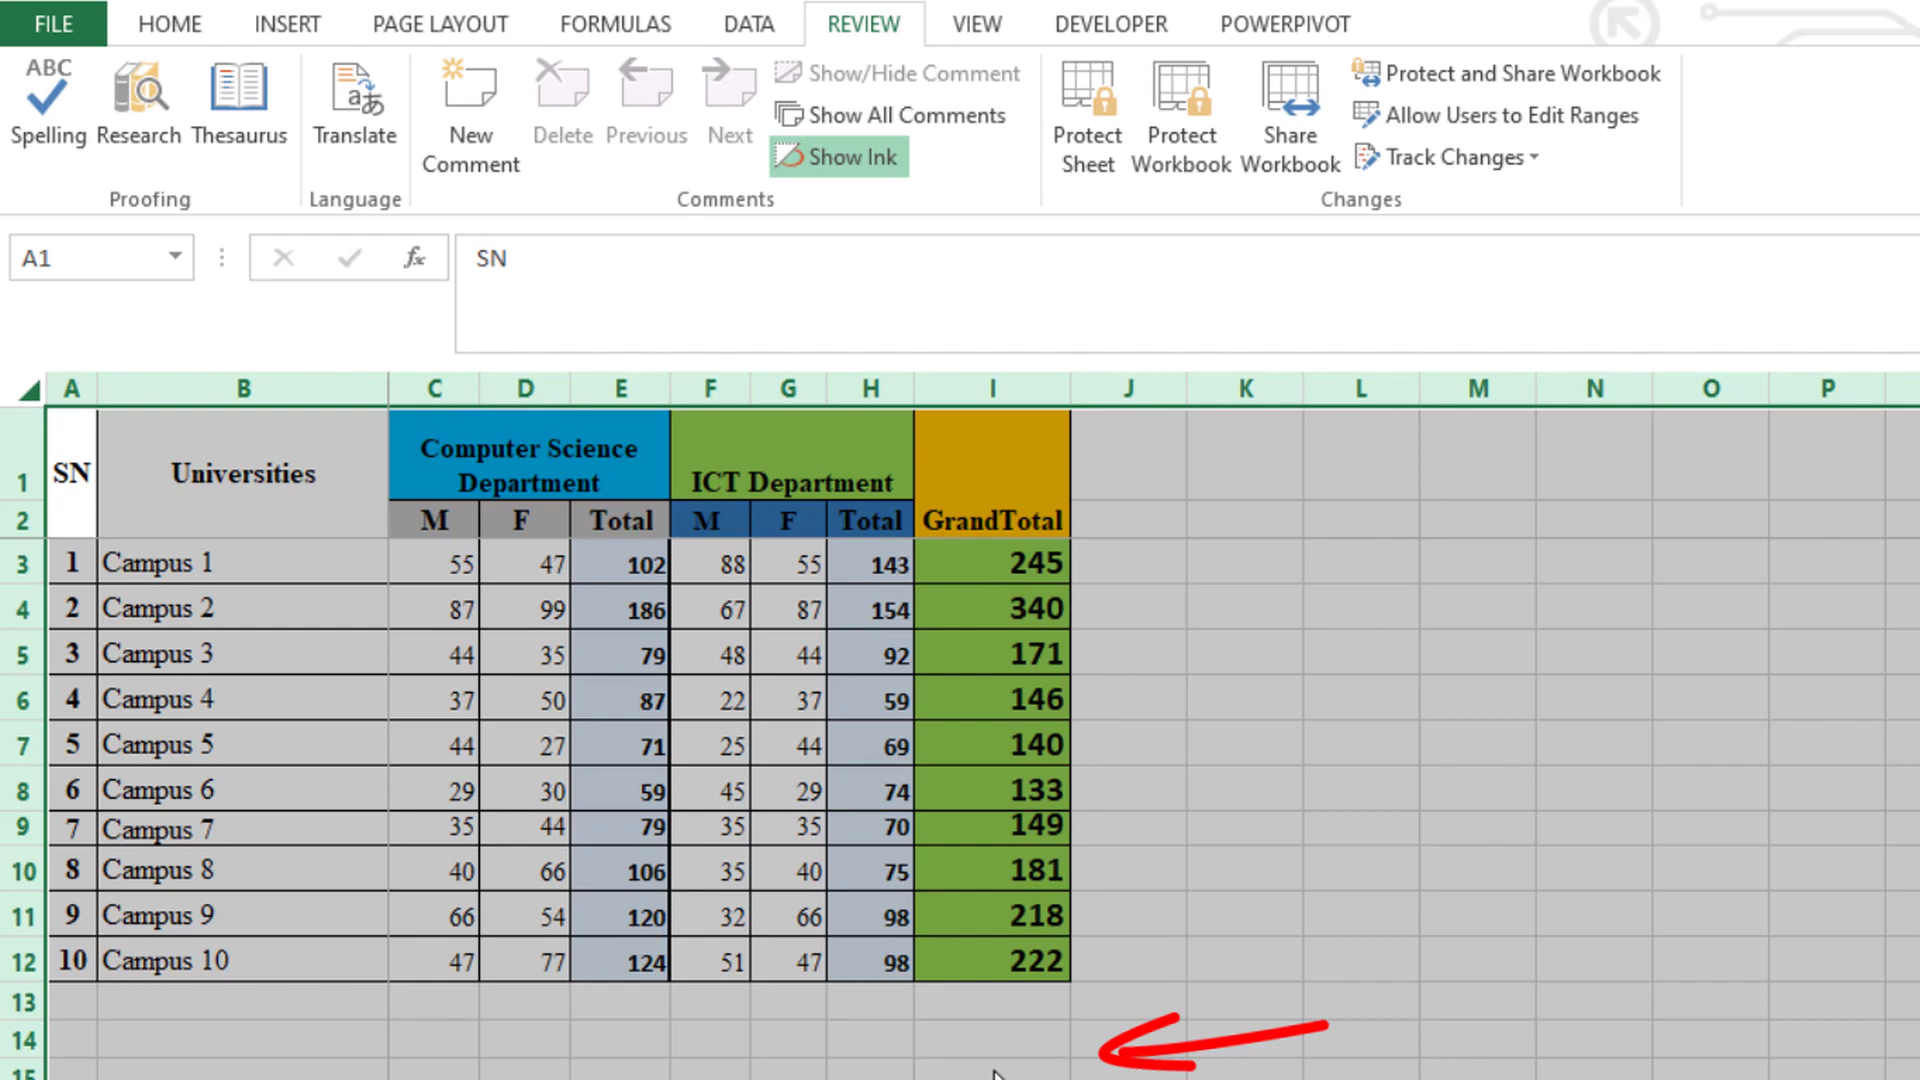 FILE HOME INSERT PAGE LAYOUT FORMULAS DATA REVIEW VIEW DEVELOPER POWERPIVOT
ABC
Spelling Research Thesaurus
Proofing
Translate
Language
New Comment Delete Previous Next
Show/Hide Comment
Show All Comments
Show Ink
Comments
Protect Sheet Protect Workbook Share Workbook
Protect and Share Workbook
Allow Users to Edit Ranges
Track Changes
Changes
A1 fx SN
A B C D E F G H I J K L M N O P
1 SN Universities Computer Science Department ICT Department
2 M F Total M F Total GrandTotal
3 1 Campus 1 55 47 102 88 55 143 245
4 2 Campus 2 87 99 186 67 87 154 340
5 3 Campus 3 44 35 79 48 44 92 171
6 4 Campus 4 37 50 87 22 37 59 146
7 5 Campus 5 44 27 71 25 44 69 140
8 6 Campus 6 29 30 59 45 29 74 133
9 7 Campus 7 35 44 79 35 35 70 149
10 8 Campus 8 40 66 106 35 40 75 181
11 9 Campus 9 66 54 120 32 66 98 218
12 10 Campus 10 47 77 124 51 47 98 222
13
14
15